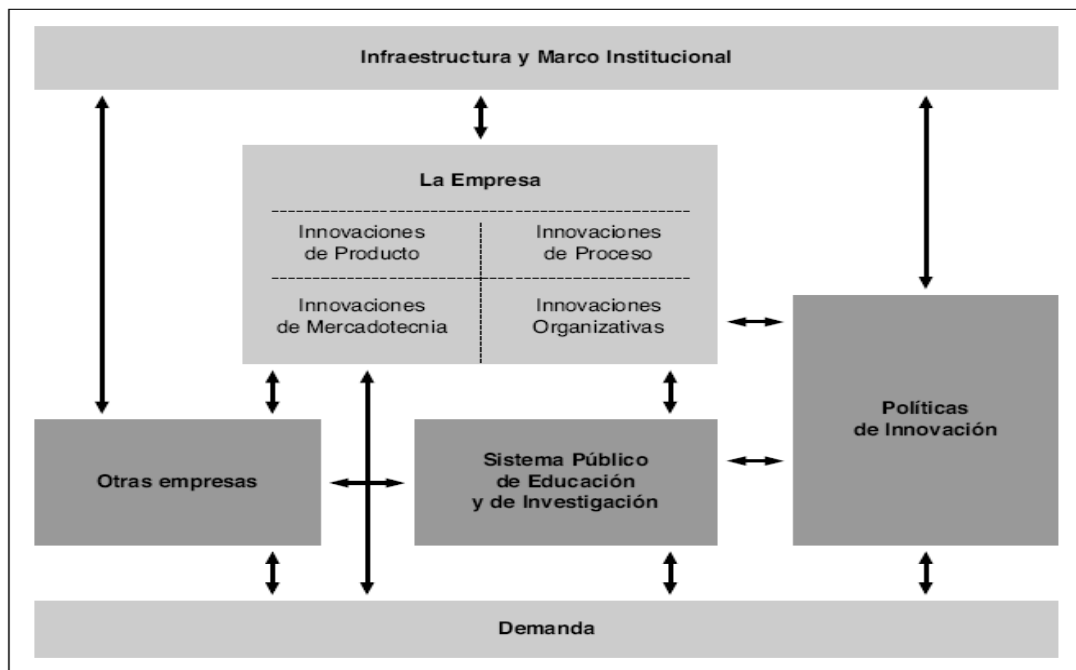 Infraestructura y Marco Institucional
La Empresa
Innovaciones
de Producto
Innovaciones
de Proceso
Innovaciones
de Mercadotecnia
Innovaciones
Organizativas
Políticas
de Innovación
Otras empresas
Sistema Público
de Educación
y de Investigación
Demanda